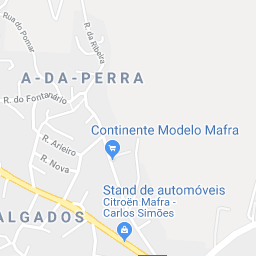 R. da Ribeira
Rua do Pomar
A-DA-PERRA
R. do Fontanário
Continente Modelo Mafra
R. Arieiro
R. Nova
Stand de automóveis
Citroën Mafra -
Carlos Simões
ALGADOS